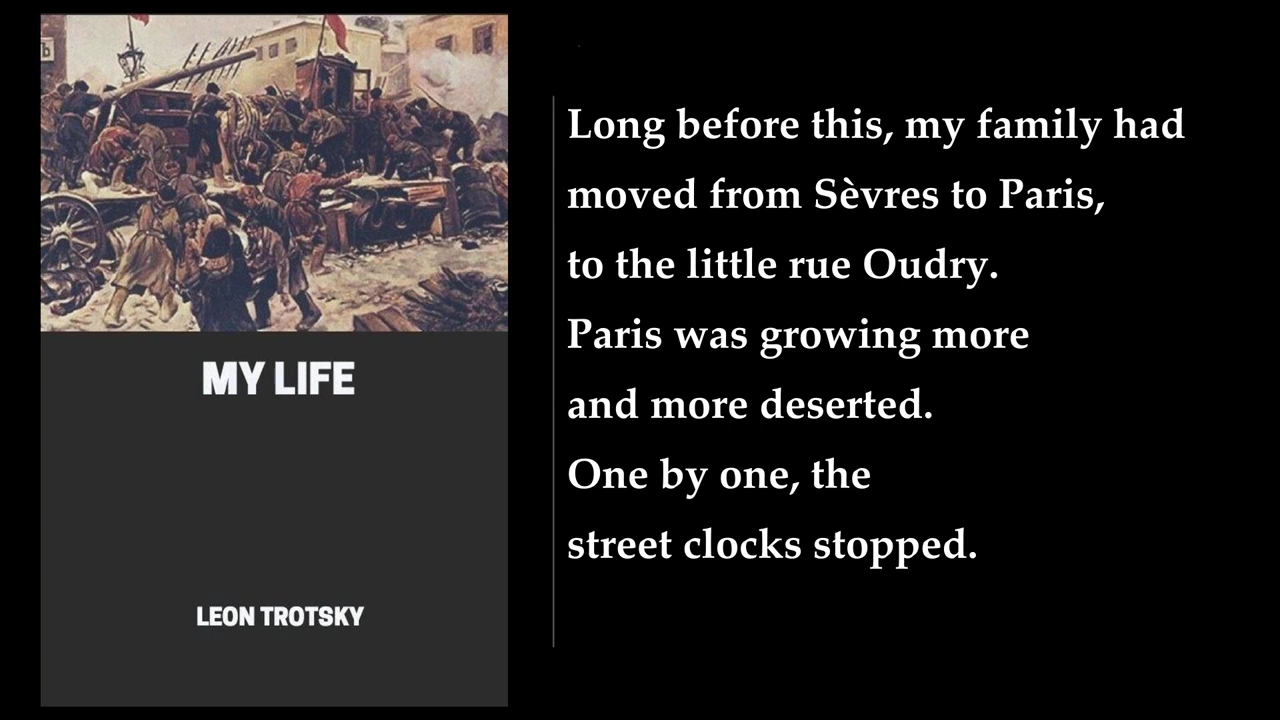 MY LIFE
LEON TROTSKY
Long before this, my family had
moved from Sèvres to Paris,
to the little rue Oudry.
Paris was growing more
and more deserted.
One by one, the
street clocks stopped.